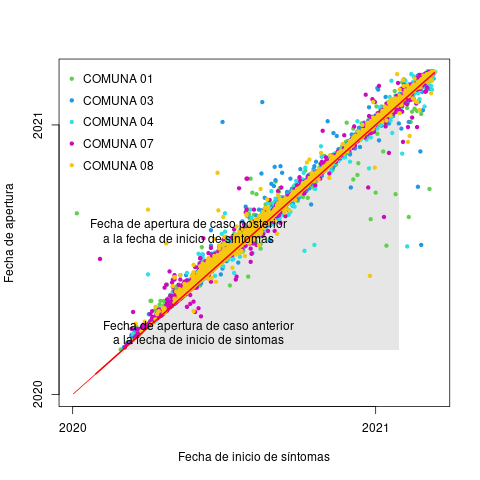 COMUNA 01
COMUNA 03
COMUNA 04
COMUNA 07
COMUNA 08
Fecha de apertura de caso posterior
a la fecha de inicio de síntomas
Fecha de apertura de caso anterior
a la fecha de inicio de sintomas
2021
2020
Fecha de apertura
2020
2021
Fecha de inicio de síntomas